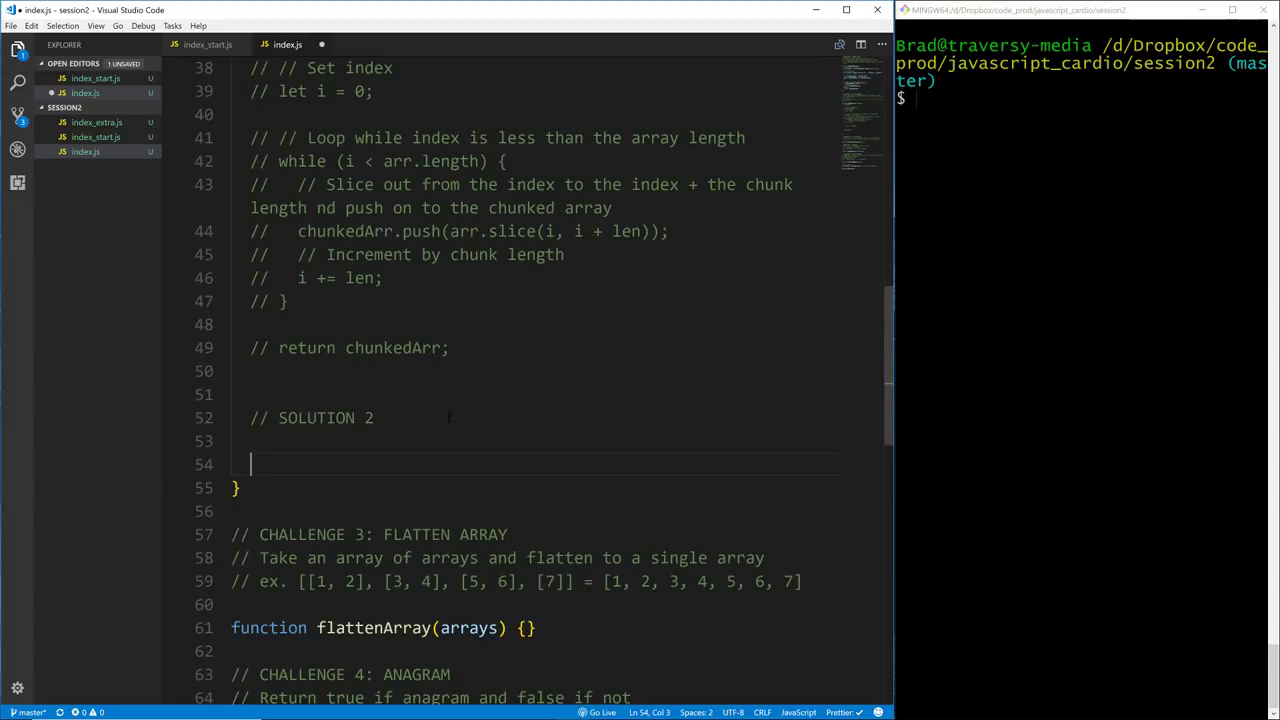 index.js - session2 - Visual Studio Code
File Edit Selection View Go Debug Tasks Help
EXPLORER
OPEN EDITORS 1 UNSAVED
index_start.js U
index.js U
SESSION2
index_extra.js U
index_start.js U
index.js U
index_start.js
index.js
38 // // Set index
39 // let i = 0;
40
41 // // Loop while index is less than the array length
42 // while (i < arr.length) {
43 // // Slice out from the index to the index + the chunk
length nd push on to the chunked array
44 // chunkedArr.push(arr.slice(i, i + len));
45 // // Increment by chunk length
46 // i += len;
47 // }
48
49 // return chunkedArr;
50
51
52 // SOLUTION 2
53
54
55 }
56
57 // CHALLENGE 3: FLATTEN ARRAY
58 // Take an array of arrays and flatten to a single array
59 // ex. [[1, 2], [3, 4], [5, 6], [7]] = [1, 2, 3, 4, 5, 6, 7]
60
61 function flattenArray(arrays) {}
62
63 // CHALLENGE 4: ANAGRAM
64 // Return true if anagram and false if not
master* 0 0 Go Live Ln 54, Col 3 Spaces: 2 UTF-8 CRLF JavaScript Prettier: ✓
MINGW64:/d/Dropbox/code_prod/javascript_cardio/session2
Brad@traversy-media /d/Dropbox/code_
prod/javascript_cardio/session2 (mas
ter)
$
1
3